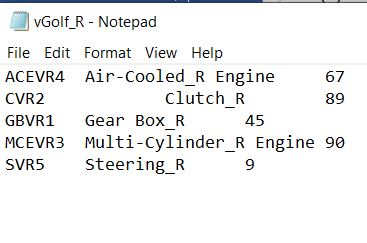 vGolf_R - Notepad
File Edit Format View Help
ACEVR4 Air-Cooled_R Engine 67
CVR2 Clutch_R 89
GBVR1 Gear Box_R 45
MCEVR3 Multi-Cylinder_R Engine 90
SVR5 Steering_R 9